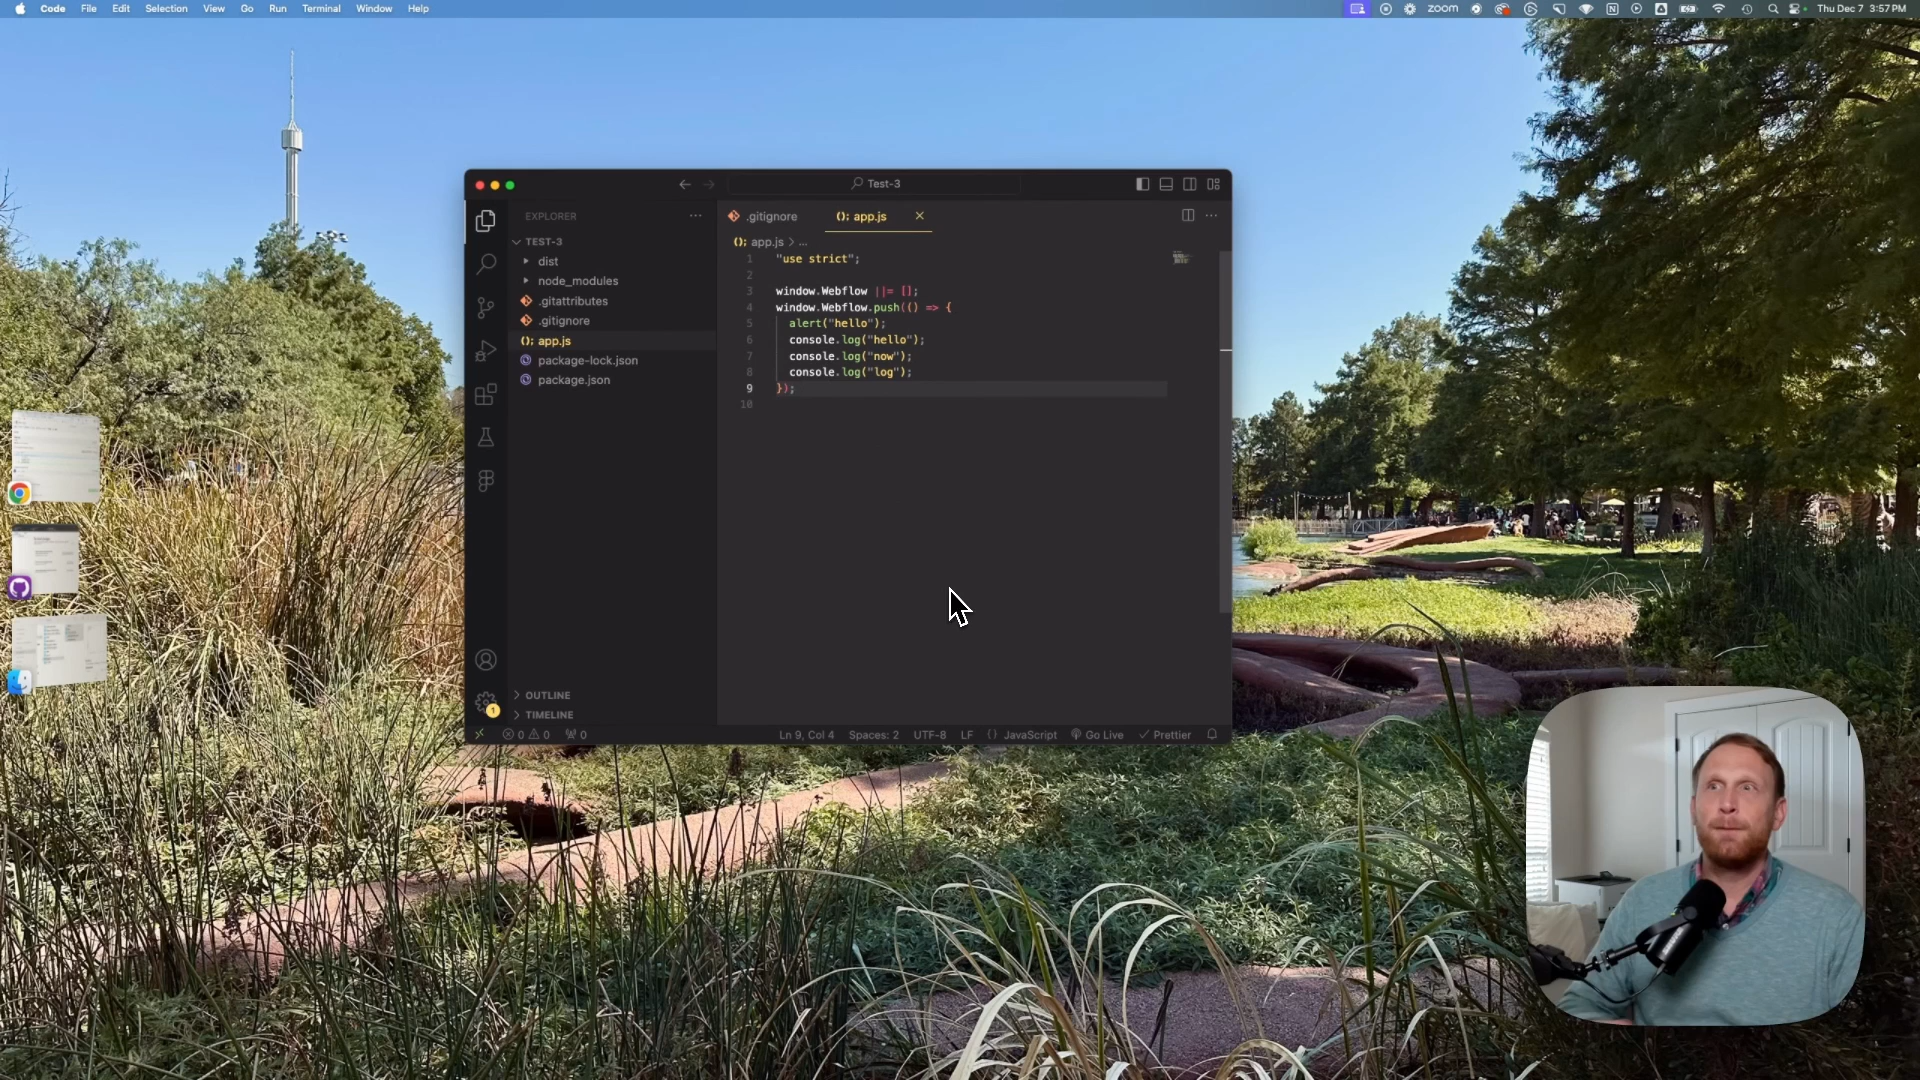 Code File Edit Selection View Go Run Terminal Window Help
zoom Thu Dec 7 3:57 PM
Test-3
EXPLORER
.gitignore
app.js
TEST-3
app.js > ...
dist
node_modules
.gitattributes
.gitignore
app.js
package-lock.json
package.json
1 "use strict";
2
3 window.Webflow ||= [];
4 window.Webflow.push(() => {
5 alert("hello");
6 console.log("hello");
7 console.log("now");
8 console.log("log");
9 });
10
OUTLINE
TIMELINE
1
0 0 0
Ln 9, Col 4 Spaces: 2 UTF-8 LF {} JavaScript Go Live Prettier